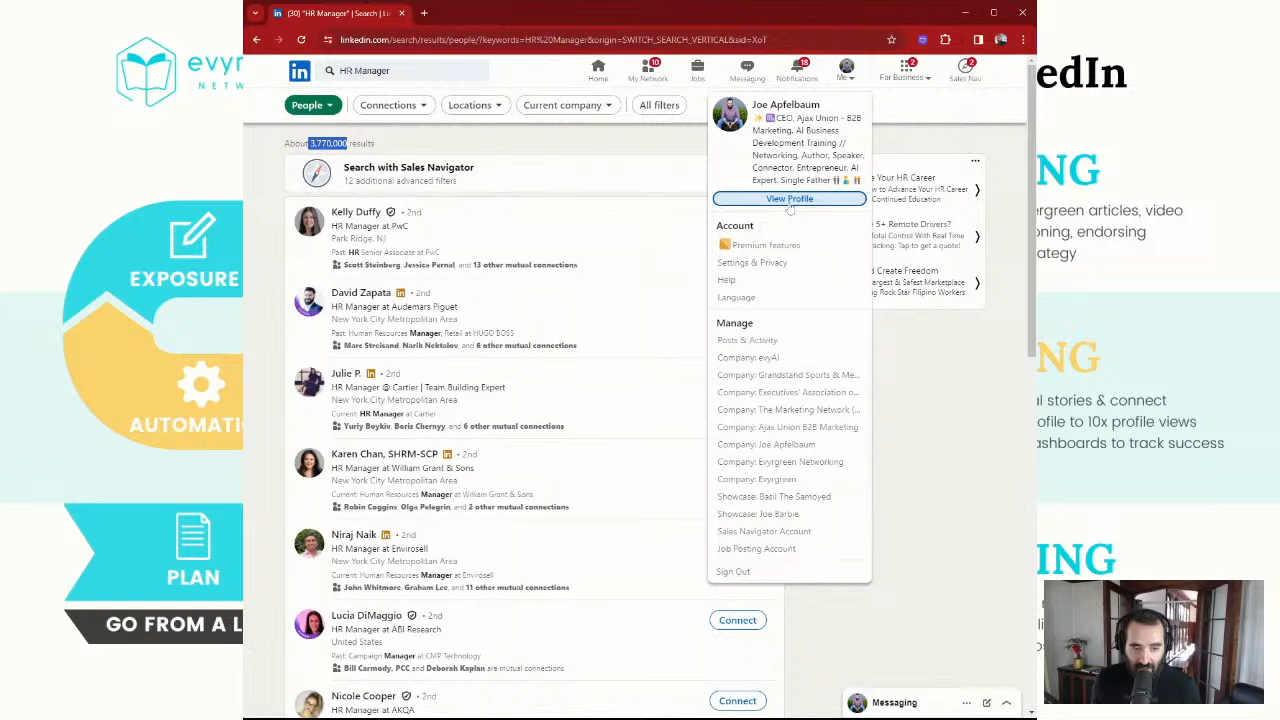 (30) "HR Manager" | Search | Li
linkedin.com/search/results/people/?keywords=HR%20Manager&origin=SWITCH_SEARCH_VERTICAL&sid=XoT
HR Manager
Home
10
My Network
Jobs
Messaging
18
Notifications
Me
2
For Business
2
Sales Nav
People
Connections
Locations
Current company
All filters
About 3,770,000 results
Search with Sales Navigator
12 additional advanced filters
Kelly Duffy • 2nd
HR Manager at PwC
Park Ridge, NJ
Past: HR Senior Associate at PwC
Scott Steinberg, Jessica Pernal, and 13 other mutual connections
David Zapata • 2nd
HR Manager at Audemars Piguet
New York City Metropolitan Area
Past: Human Resources Manager, Retail at HUGO BOSS
Marc Streisand, Narik Nektalov, and 6 other mutual connections
Julie P. • 2nd
HR Manager @ Cartier | Team Building Expert
New York City Metropolitan Area
Current: HR Manager at Cartier
Yuriy Boykiv, Boris Chernyy, and 6 other mutual connections
Karen Chan, SHRM-SCP • 2nd
HR Manager at William Grant & Sons
New York City Metropolitan Area
Current: Human Resources Manager at William Grant & Sons
Robin Coggins, Olga Pelegrin, and 2 other mutual connections
Niraj Naik • 2nd
HR Manager at Envirosell
New York City Metropolitan Area
Current: Human Resources Manager at Envirosell
John Whitmore, Graham Lee, and 11 other mutual connections
Lucia DiMaggio • 2nd
HR Manager at ABI Research
United States
Past: Campaign Manager at CMP Technology
Bill Carmody, PCC and Deborah Kaplan are mutual connections
Connect
Nicole Cooper • 2nd
HR Manager at AKQA
Connect
Joe Apfelbaum
CEO, Ajax Union - B2B
Marketing, AI Business
Development Training //
Networking, Author, Speaker,
Connector, Entrepreneur. AI
Expert. Single Father
View Profile
Account
Premium features
Settings & Privacy
Help
Language
Manage
Posts & Activity
Company: evyAI
Company: Grandstand Sports & Me...
Company: Executives' Association o...
Company: The Marketing Network (...
Company: Ajax Union B2B Marketing
Company: Joe Apfelbaum
Company: Evyrgreen Networking
Company: Evyrgreen
Showcase: Basil The Samoyed
Showcase: Joe Barbie
Sales Navigator Account
Job Posting Account
Sign Out
e Your HR Career
w to Advance Your HR Career
Continued Education
5+ Remote Drivers?
Total Control With Real Time
acking. Tap to get a quote!
d Create Freedom
argest & Safest Marketplace
ng Rock Star Filipino Workers
Messaging
evyr
NETW
EXPOSURE
AUTOMATI
PLAN
GO FROM A L
edIn
NG
ergreen articles, video
oning, endorsing
ategy
NG
al stories & connect
ofile to 10x profile views
ashboards to track success
ING